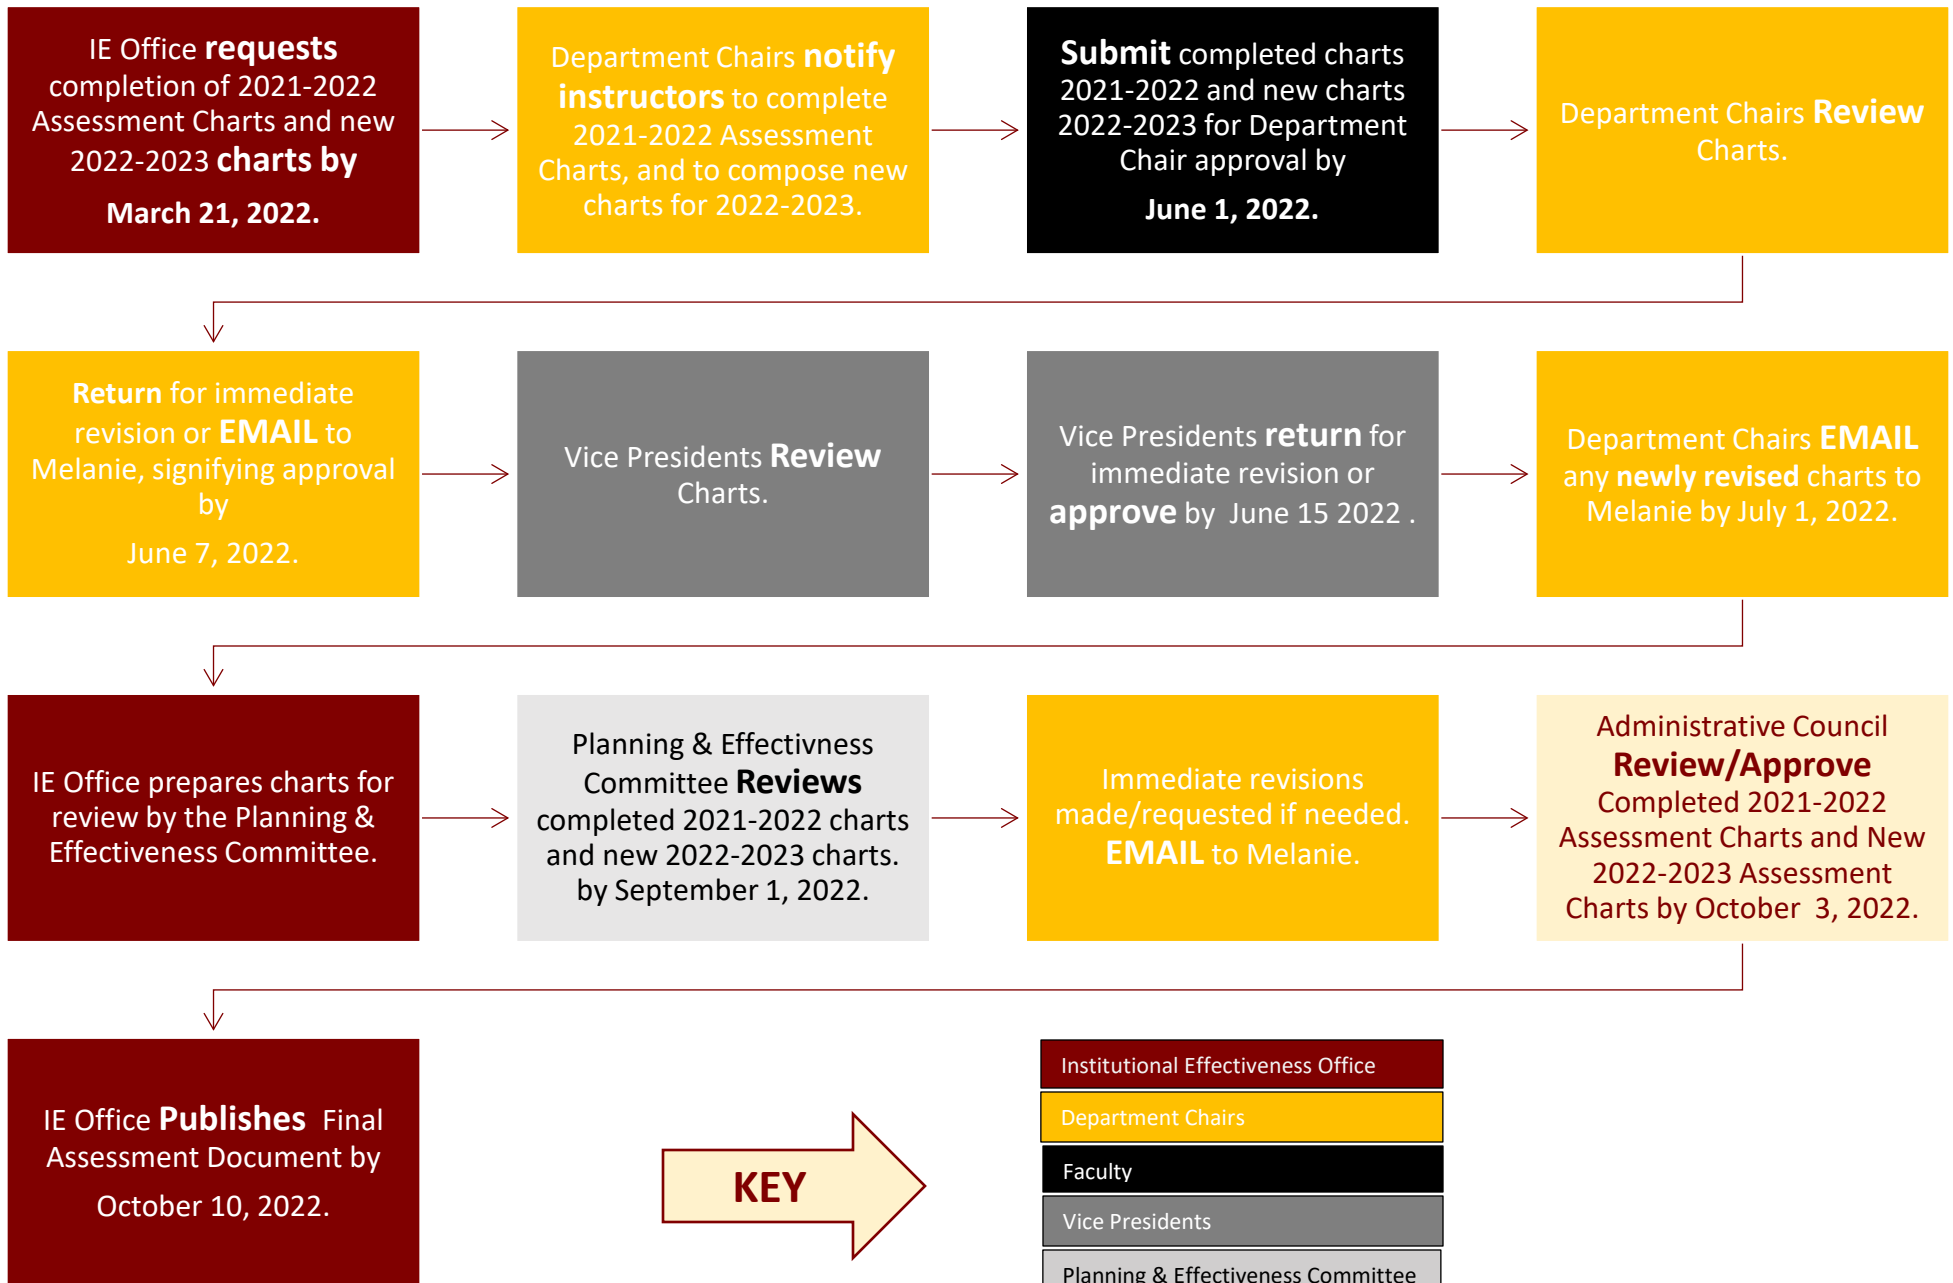 IE Office requests
completion of 2021-2022
Assessment Charts and new
2022-2023 charts by
March 21, 2022.
Department Chairs notify
instructors to complete
2021-2022 Assessment
Charts, and to compose new
charts for 2022-2023.
Submit completed charts
2021-2022 and new charts
2022-2023 for Department
Chair approval by
June 1, 2022.
Department Chairs Review
Charts.
Return for immediate
revision or EMAIL to
Melanie, signifying approval
by
June 7, 2022.
Vice Presidents Review
Charts.
Vice Presidents return for
immediate revision or
approve by June 15 2022 .
Department Chairs EMAIL
any newly revised charts to
Melanie by July 1, 2022.
IE Office prepares charts for
review by the Planning &
Effectiveness Committee.
Planning & Effectivness
Committee Reviews
completed 2021-2022 charts
and new 2022-2023 charts.
by September 1, 2022.
Immediate revisions
made/requested if needed.
EMAIL to Melanie.
Administrative Council
Review/Approve
Completed 2021-2022
Assessment Charts and New
2022-2023 Assessment
Charts by October 3, 2022.
IE Office Publishes Final
Assessment Document by
October 10, 2022.
KEY
Institutional Effectiveness Office
Department Chairs
Faculty
Vice Presidents
Planning & Effectiveness Committee